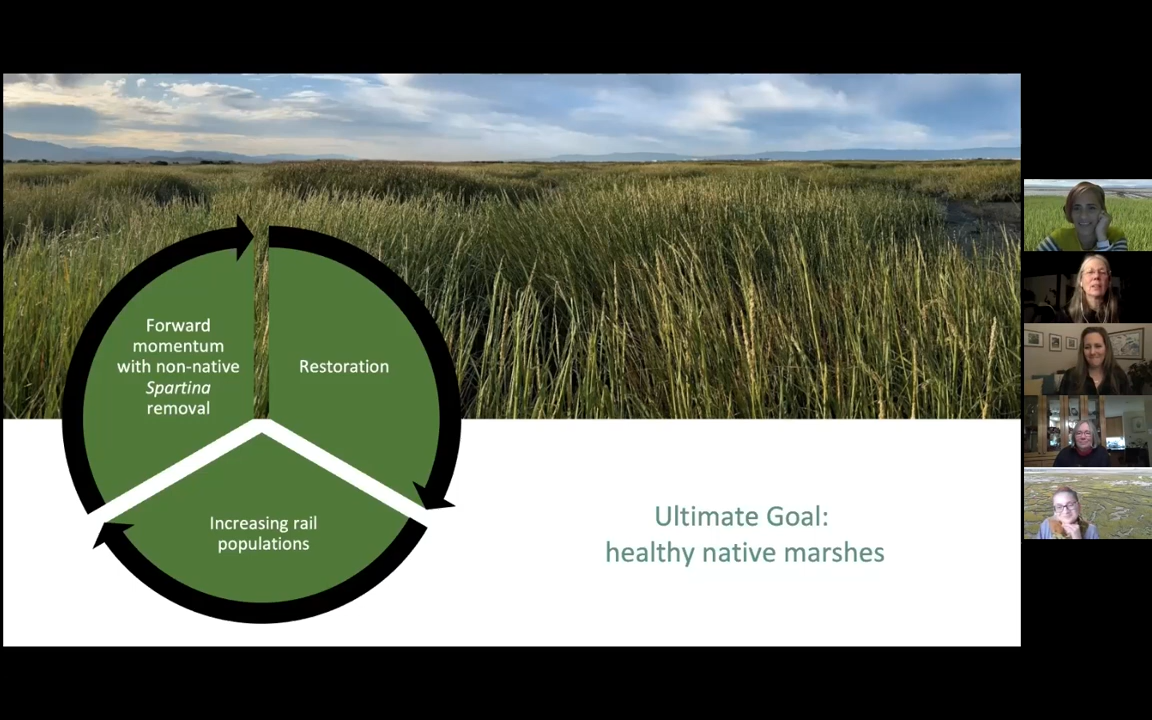 Forward
momentum
with non-native
Spartina
removal
Restoration
Increasing rail
populations
Ultimate Goal:
healthy native marshes